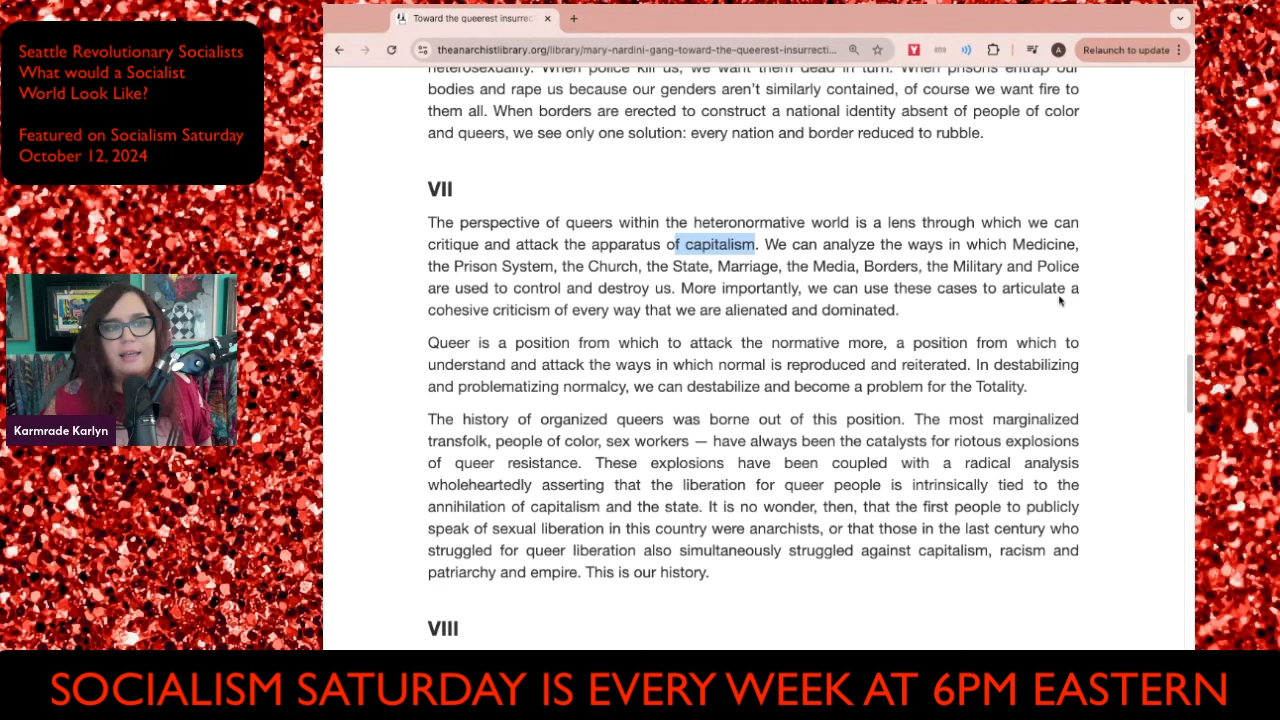 Seattle Revolutionary Socialists
What would a Socialist
World Look Like?
Featured on Socialism Saturday
October 12, 2024
Toward the queerest insurrec
theanarchistlibrary.org/library/mary-nardini-gang-toward-the-queerest-insurrecti...
Relaunch to update
heterosexuality. When police kill us, we want them dead in turn. When prisons entrap our
bodies and rape us because our genders aren't similarly contained, of course we want fire to
them all. When borders are erected to construct a national identity absent of people of color
and queers, we see only one solution: every nation and border reduced to rubble.
VII
The perspective of queers within the heteronormative world is a lens through which we can
critique and attack the apparatus of capitalism. We can analyze the ways in which Medicine,
the Prison System, the Church, the State, Marriage, the Media, Borders, the Military and Police
are used to control and destroy us. More importantly, we can use these cases to articulate a
cohesive criticism of every way that we are alienated and dominated.
Queer is a position from which to attack the normative more, a position from which to
understand and attack the ways in which normal is reproduced and reiterated. In destabilizing
and problematizing normalcy, we can destabilize and become a problem for the Totality.
The history of organized queers was borne out of this position. The most marginalized
transfolk, people of color, sex workers — have always been the catalysts for riotous explosions
of queer resistance. These explosions have been coupled with a radical analysis
wholeheartedly asserting that the liberation for queer people is intrinsically tied to the
annihilation of capitalism and the state. It is no wonder, then, that the first people to publicly
speak of sexual liberation in this country were anarchists, or that those in the last century who
struggled for queer liberation also simultaneously struggled against capitalism, racism and
patriarchy and empire. This is our history.
VIII
Karmrade Karlyn
SOCIALISM SATURDAY IS EVERY WEEK AT 6PM EASTERN